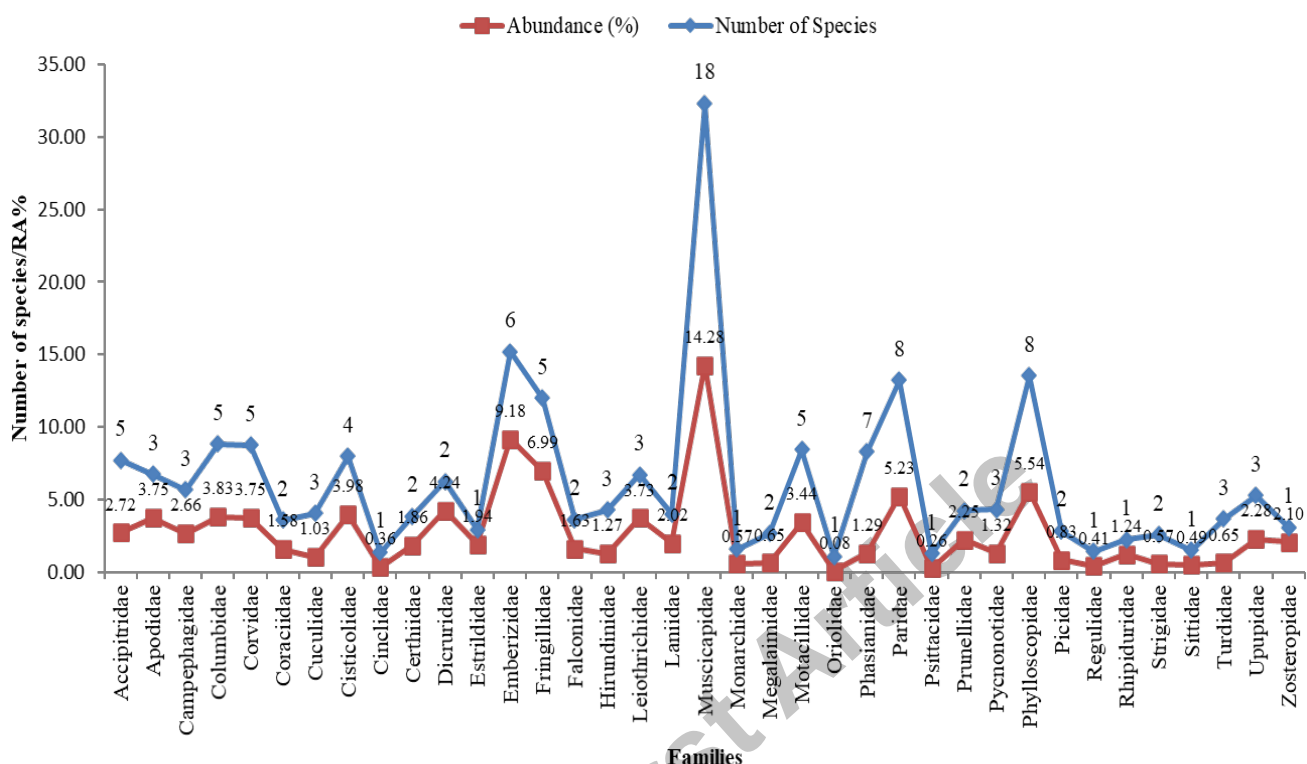 Abundance (%) Number of Species
Number of species/RA%
35.00
30.00
25.00
20.00
15.00
10.00
5.00
0.00
5 3 3 5 5 2 3 4 1 2 2 1 6 5 2 3 3 2 18 1 2 5 1 7 8 1 2 3 8 2 1 1 2 1 3 3 1
2.72 3.75 2.66 3.83 3.75 1.58 1.03 3.98 0.36 1.86 4.24 1.94 9.18 6.99 1.63 1.27 3.73 2.02 14.28 0.57 0.65 3.44 0.08 1.29 5.23 0.26 2.25 1.32 5.54 0.83 0.41 1.24 0.57 0.49 0.65 2.28 2.10
Accipitridae
Apodidae
Campephagidae
Columbidae
Corvidae
Coraciidae
Cuculidae
Cisticolidae
Cinclidae
Certhiidae
Dicruridae
Estrildidae
Emberizidae
Fringillidae
Falconidae
Hirundinidae
Leiothrichidae
Laniidae
Muscicapidae
Monarchidae
Megalaimidae
Motacillidae
Oriolidae
Phasianidae
Paridae
Psittacidae
Prunellidae
Pycnonotidae
Phylloscopidae
Picidae
Regulidae
Rhipiduridae
Strigidae
Sittidae
Turdidae
Upupidae
Zosteropidae
Families
st Article